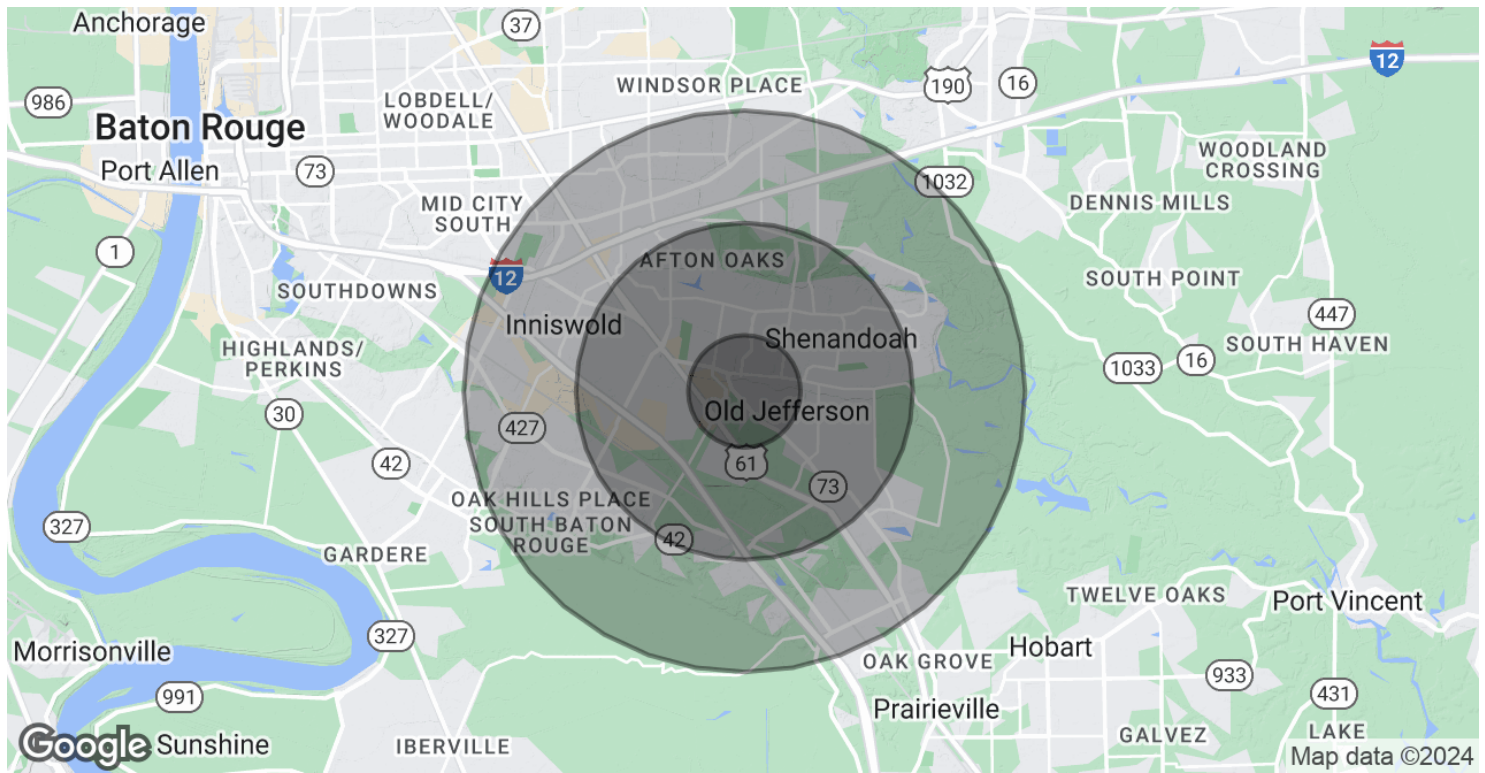 Anchorage
37
12
986
190
16
WINDSOR PLACE
LOBDELL/
WOODALE
Baton Rouge
Port Allen
73
WOODLAND
CROSSING
1032
MID CITY
SOUTH
DENNIS MILLS
1
AFTON OAKS
12
SOUTHDOWNS
SOUTH POINT
Inniswold
Shenandoah
447
SOUTH HAVEN
HIGHLANDS/
PERKINS
1033
16
30
Old Jefferson
427
42
61
73
OAK HILLS PLACE
SOUTH BATON
ROUGE
327
42
GARDERE
TWELVE OAKS
Port Vincent
327
Morrisonville
Hobart
OAK GROVE
933
991
431
Prairieville
Google
Sunshine
IBERVILLE
GALVEZ
LAKE
Map data ©2024